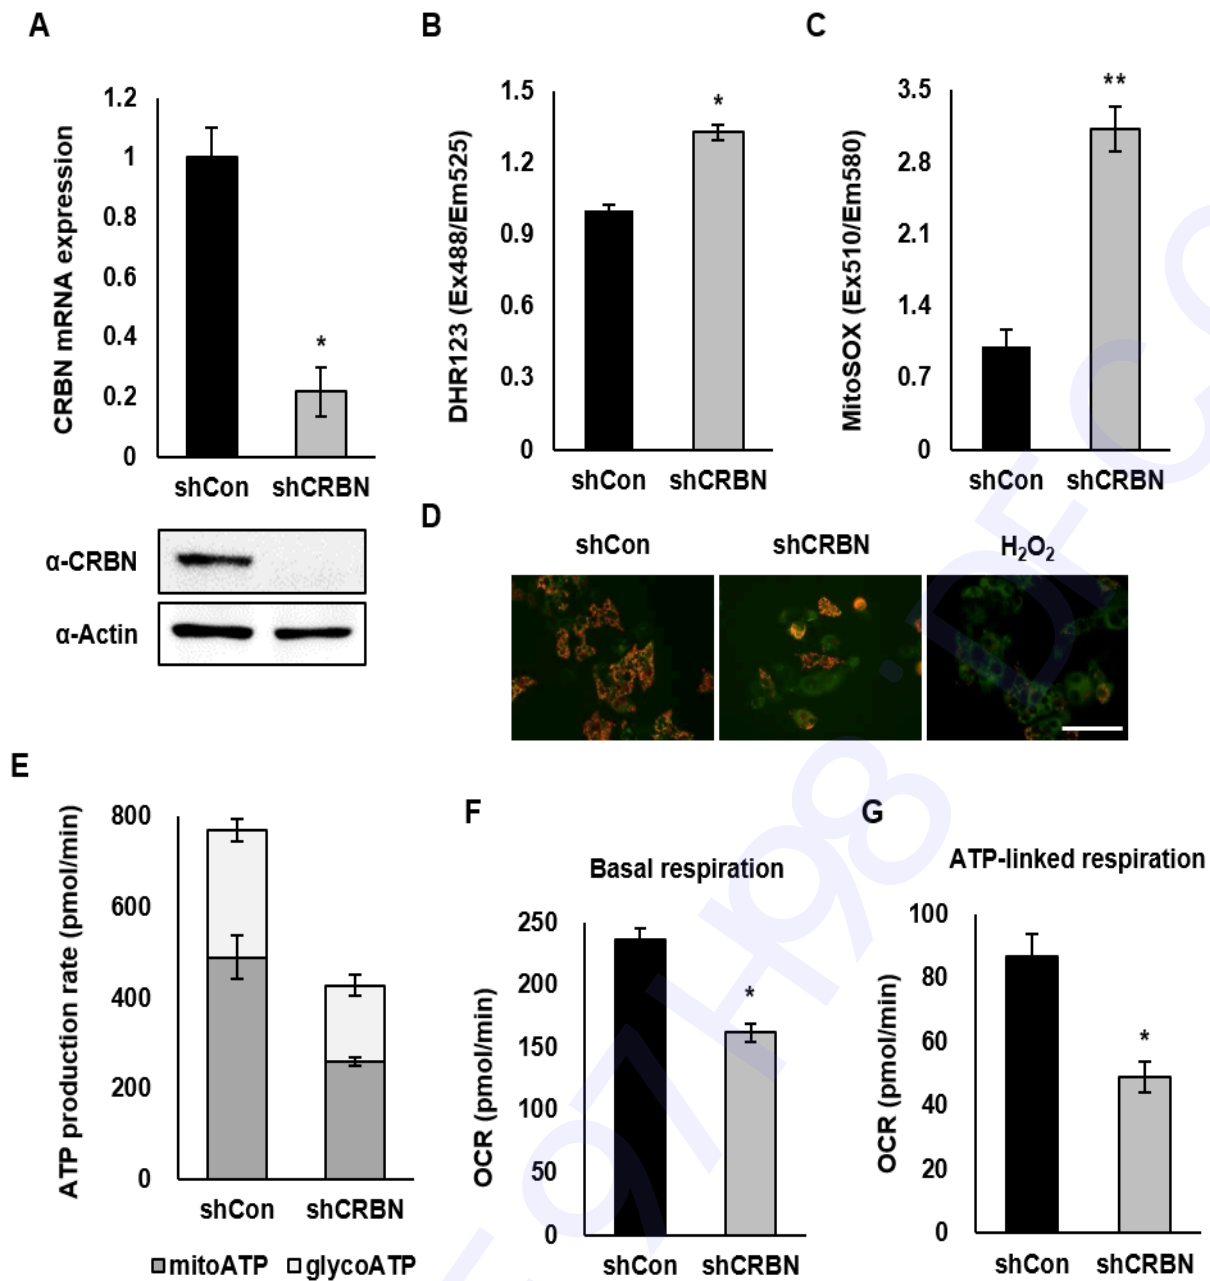 A
CRBN mRNA expression
1.2
1
0.8
0.6
0.4
0.2
0
*
shCon shCRBN
α-CRBN
α-Actin
B
DHR123 (Ex488/Em525)
1.5
1.2
0.9
0.6
0.3
0
*
shCon shCRBN
C
MitoSOX (Ex510/Em580)
3.5
2.8
2.1
1.4
0.7
0
**
shCon shCRBN
D
shCon shCRBN H₂O₂
E
ATP production rate (pmol/min)
800
600
400
200
0
shCon shCRBN
mitoATP glycoATP
F
Basal respiration
OCR (pmol/min)
250
200
150
100
50
0
*
shCon shCRBN
G
ATP-linked respiration
OCR (pmol/min)
100
80
60
40
20
0
*
shCon shCRBN